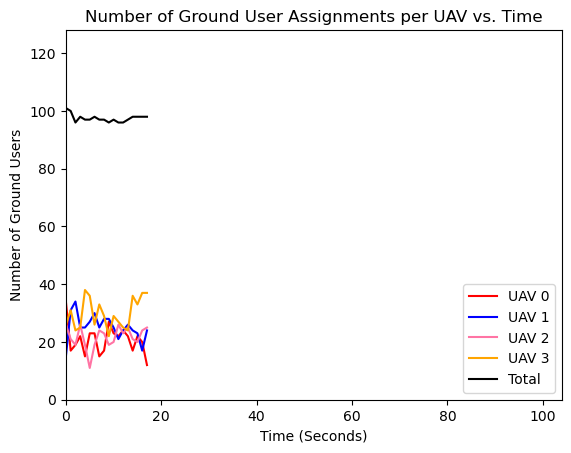 Number of Ground User Assignments per UAV vs. Time
Number of Ground Users
120
100
80
60
40
20
0
0 20 40 60 80 100
Time (Seconds)
UAV 0
UAV 1
UAV 2
UAV 3
Total